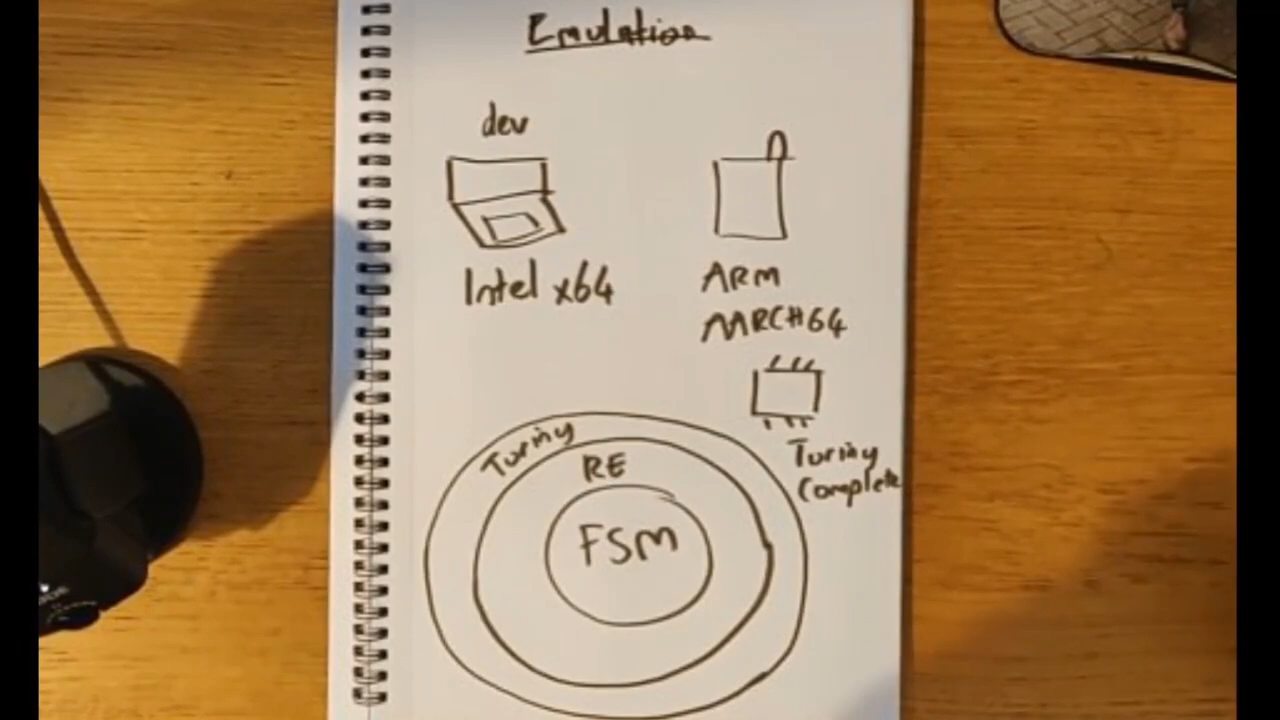 Emulation
dev
Intel x64
ARM
AARCH64
Turing
Complete
Turing
RE
FSM